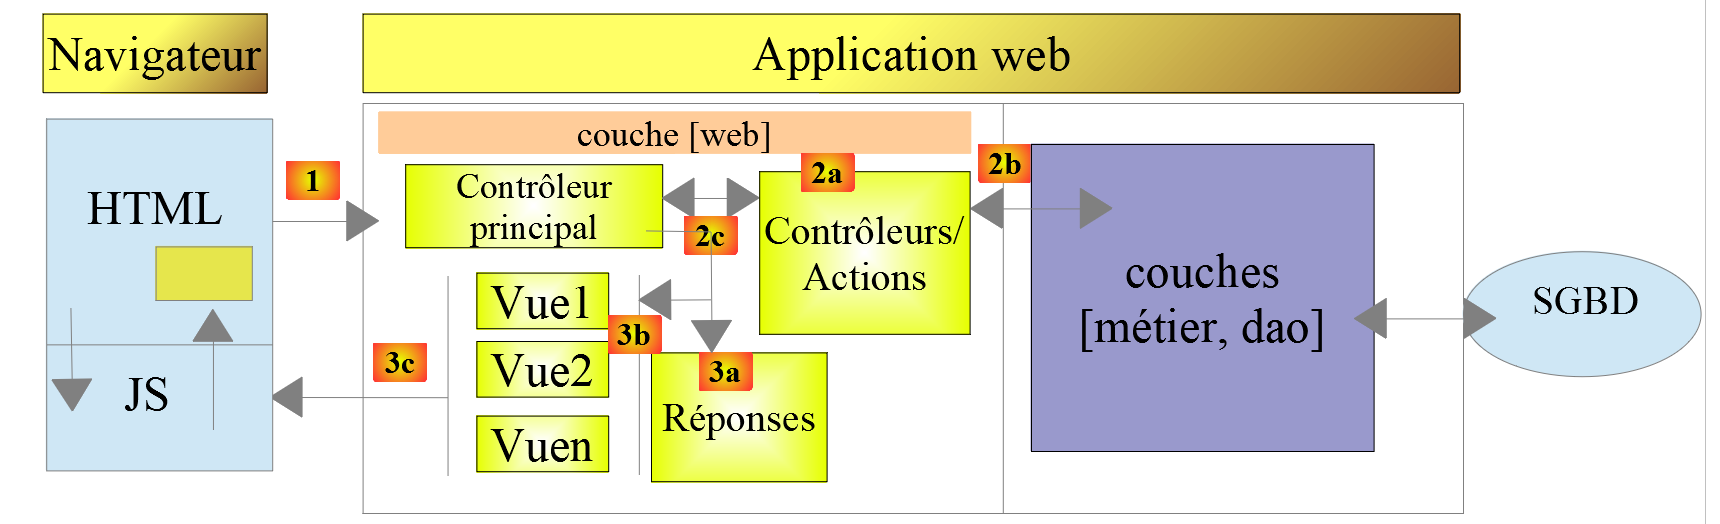 Navigateur
Application web
couche [web]
1
2a
2b
Contrôleur
principal
HTML
2c
Contrôleurs/
Actions
couches
[métier, dao]
SGBD
Vue1
3b
Vue2
3c
3a
JS
Réponses
Vuen